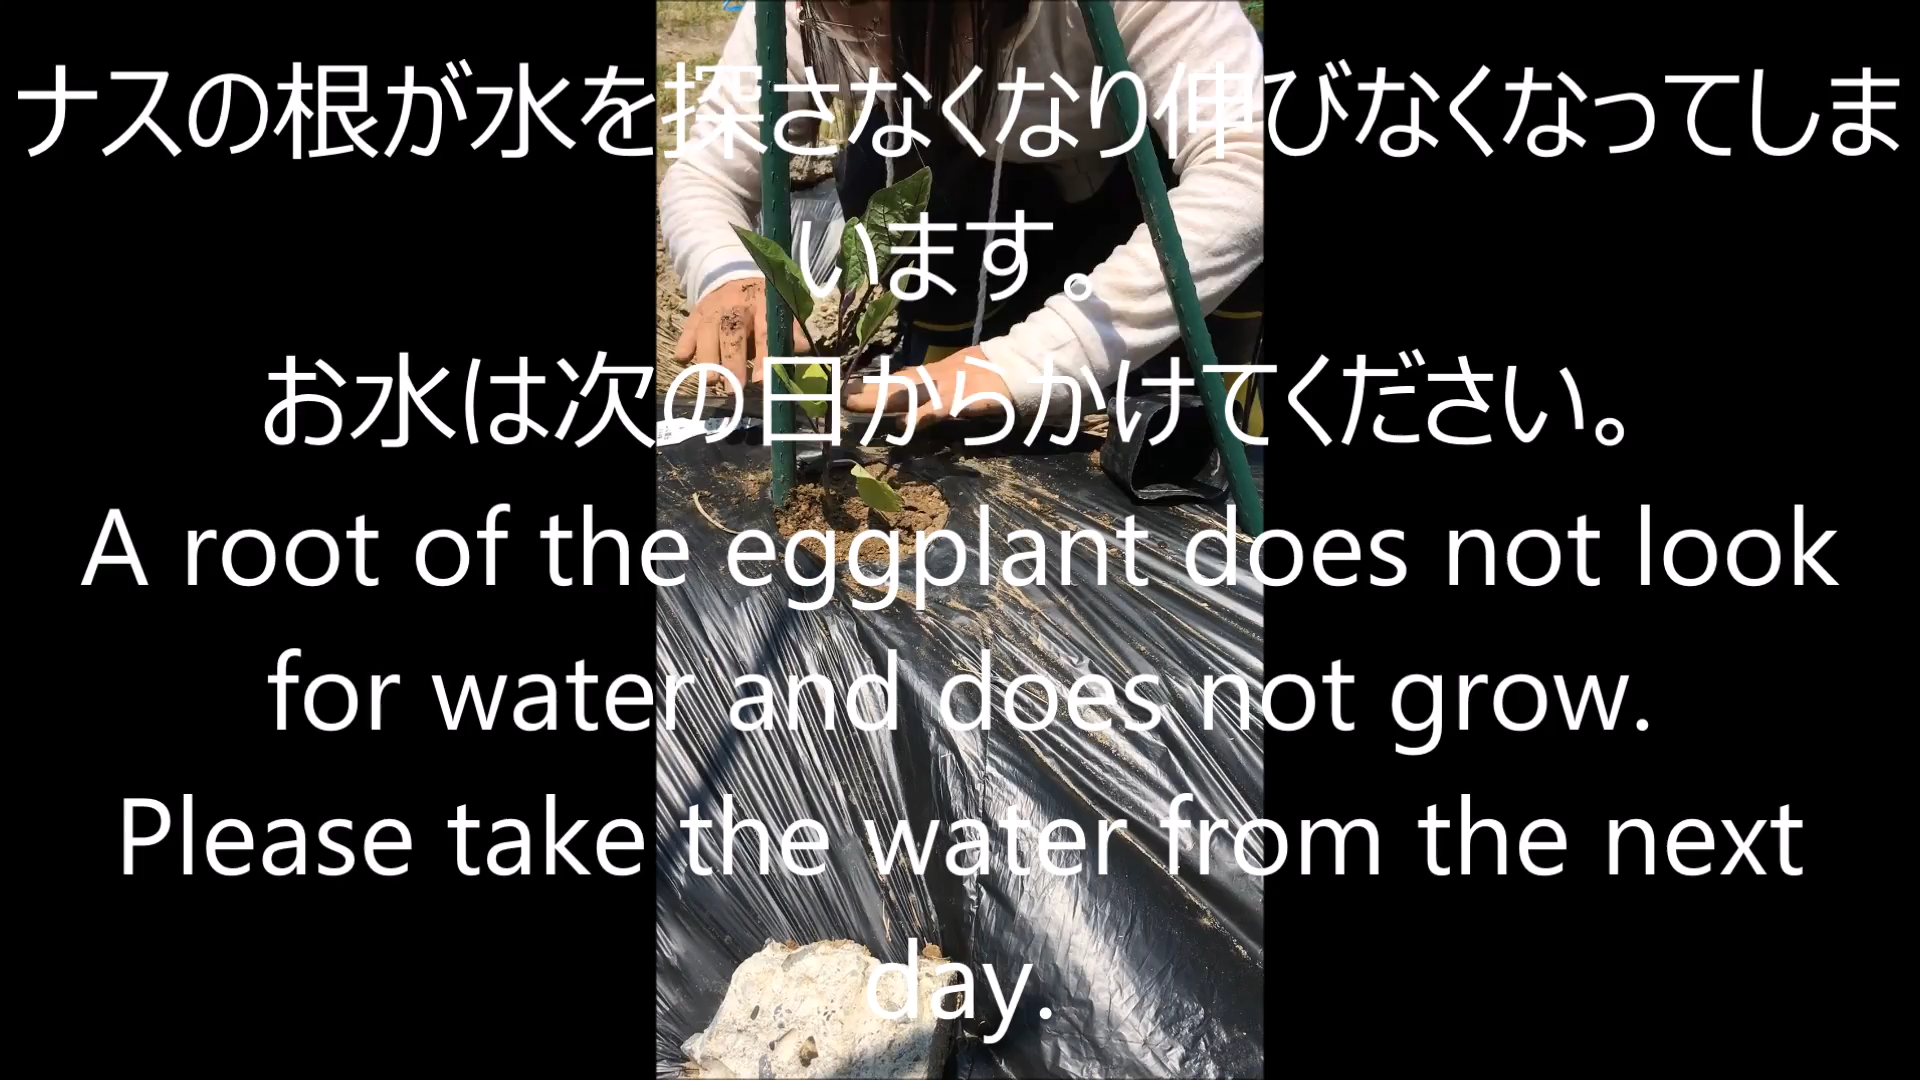 ナスの根が水を探さなくなり伸びなくなってしま
います。
お水は次の日からかけてください。
A root of the eggplant does not look
for water and does not grow.
Please take the water from the next
day.